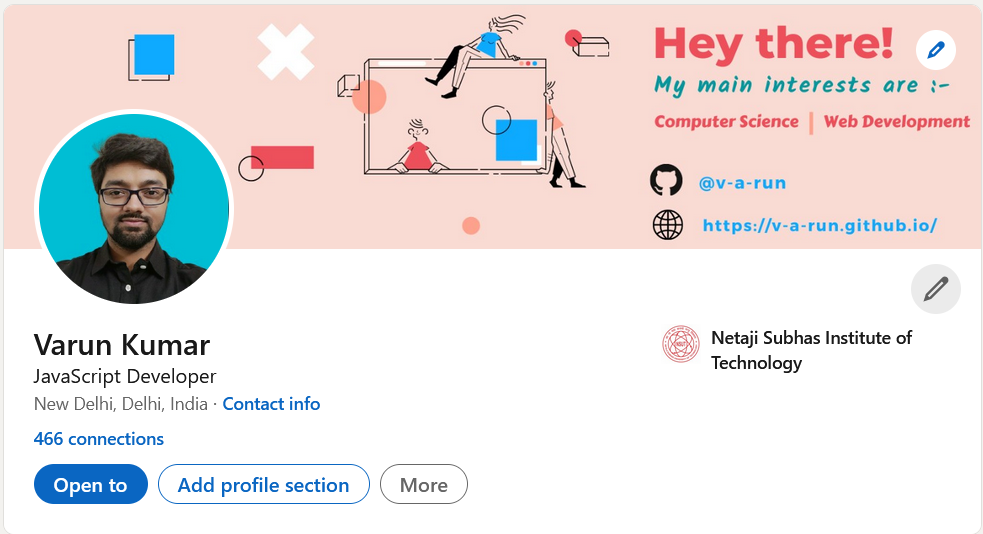 Hey there!
My main interests are :-
Computer Science | Web Development
@v-a-run
https://v-a-run.github.io/
Varun Kumar
JavaScript Developer
New Delhi, Delhi, India · Contact info
466 connections
Netaji Subhas Institute of
Technology
Open to
Add profile section
More